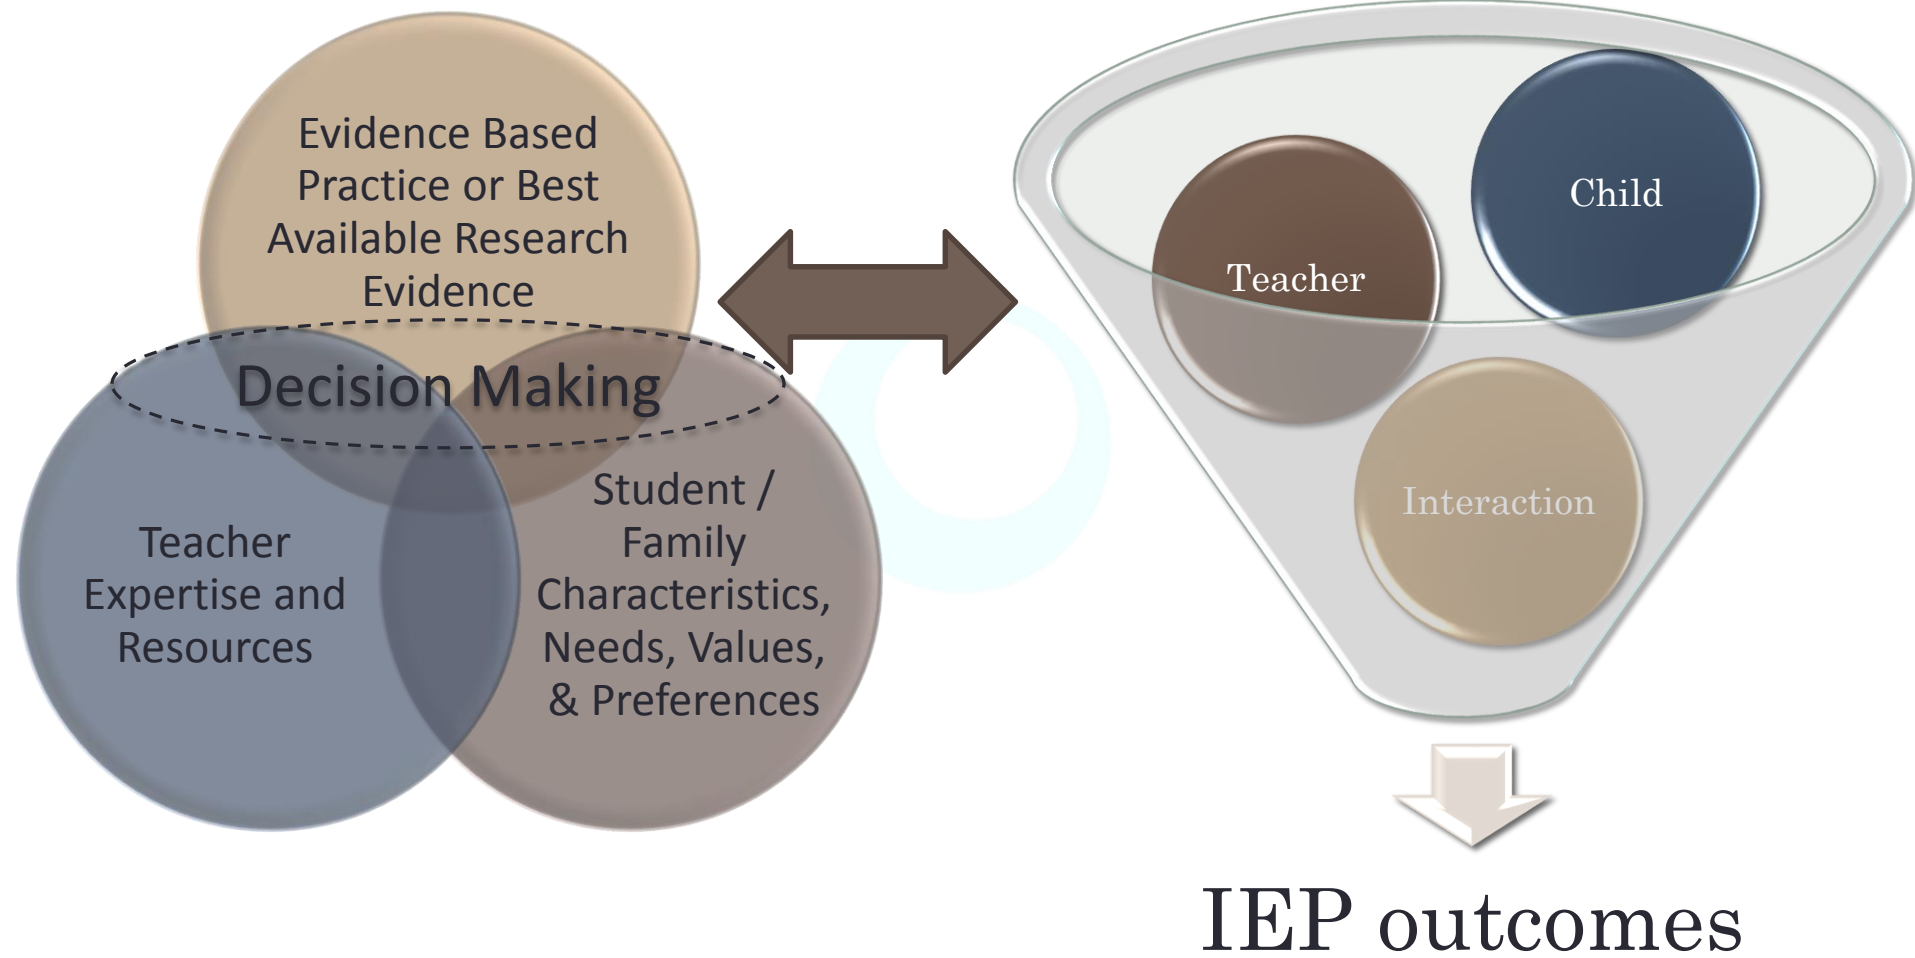 Evidence Based
Practice or Best
Available Research
Evidence
Decision Making
Teacher
Expertise and
Resources
Student /
Family
Characteristics,
Needs, Values,
& Preferences
Child
Teacher
Interaction
IEP outcomes